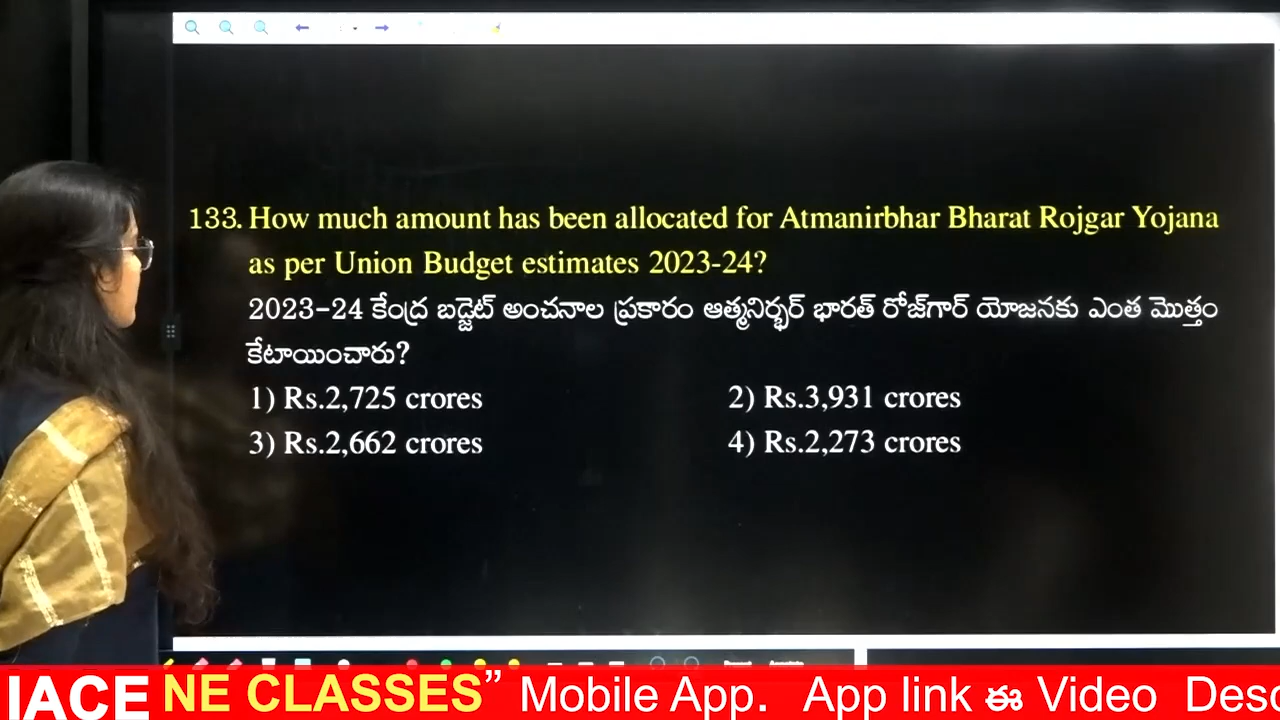 133. How much amount has been allocated for Atmanirbhar Bharat Rojgar Yojana
as per Union Budget estimates 2023-24?
2023-24 కేంద్ర బడ్జెట్ అంచనాల ప్రకారం ఆత్మనిర్భర్ భారత్ రోజ్‌గార్ యోజనకు ఎంత మొత్తం
కేటాయించారు?
1) Rs.2,725 crores 2) Rs.3,931 crores
3) Rs.2,662 crores 4) Rs.2,273 crores
IACE NE CLASSES” Mobile App. App link ఈ Video Desc